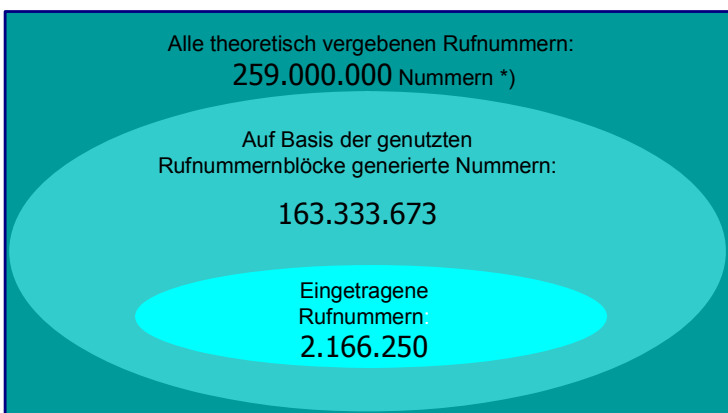 Alle theoretisch vergebenen Rufnummern:
259.000.000 Nummern *)
Auf Basis der genutzten
Rufnummernblöcke generierte Nummern:
163.333.673
Eingetragene
Rufnummern:
2.166.250